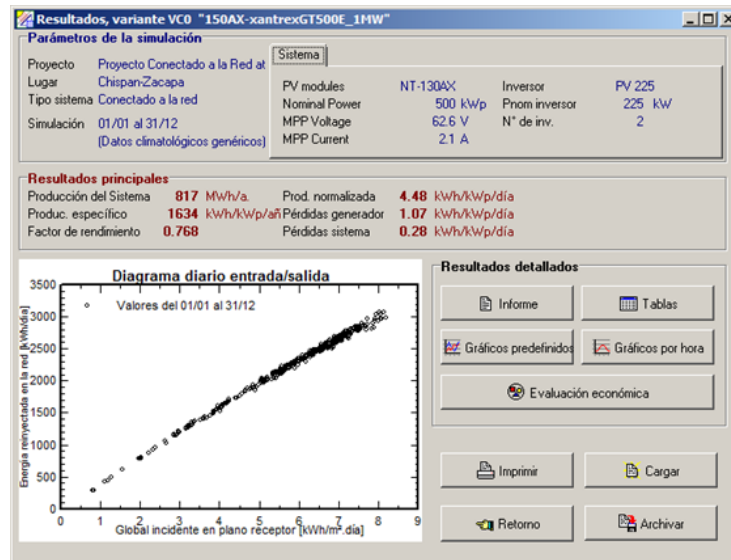 Resultados, variante VC0 "150AX-xantrexGT500E_1MW"
Parámetros de la simulación
Proyecto Proyecto Conectado a la Red at
Lugar Chispan-Zacapa
Tipo sistema Conectado a la red
Simulación 01/01 al 31/12
(Datos climatológicos genéricos)
Sistema
PV modules NT-130AX Inversor PV 225
Nominal Power 500 kWp Pnom inversor 225 kW
MPP Voltage 62.6 V N° de inv. 2
MPP Current 2.1 A
Resultados principales
Producción del Sistema 817 MWh/a. Prod. normalizada 4.48 kWh/kWp/día
Produc. específico 1634 kWh/kWp/añ Pérdidas generador 1.07 kWh/kWp/día
Factor de rendimiento 0.768 Pérdidas sistema 0.28 kWh/kWp/día
Diagrama diario entrada/salida
Valores del 01/01 al 31/12
Energía reinyectada en la red [kWh/día]
3500
3000
2500
2000
1500
1000
500
0
0 1 2 3 4 5 6 7 8 9
Global incidente en plano receptor [kWh/m².día]
Resultados detallados
Informe Tablas
Gráficos predefinidos Gráficos por hora
Evaluación económica
Imprimir Cargar
Retorno Archivar